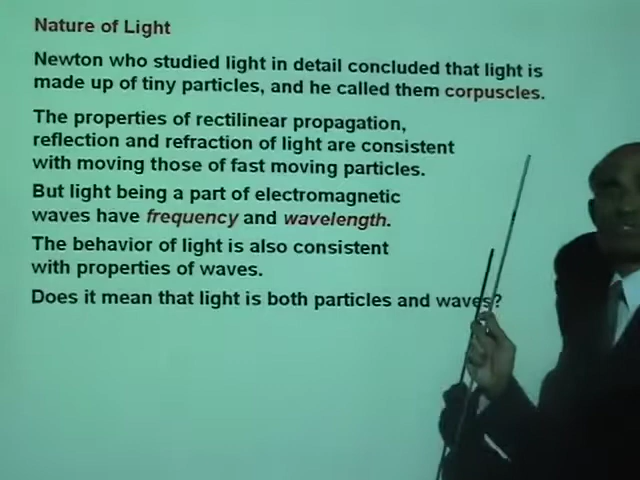 Nature of Light
Newton who studied light in detail concluded that light is
made up of tiny particles, and he called them corpuscles.
The properties of rectilinear propagation,
reflection and refraction of light are consistent
with moving those of fast moving particles.
But light being a part of electromagnetic
waves have frequency and wavelength.
The behavior of light is also consistent
with properties of waves.
Does it mean that light is both particles and waves?